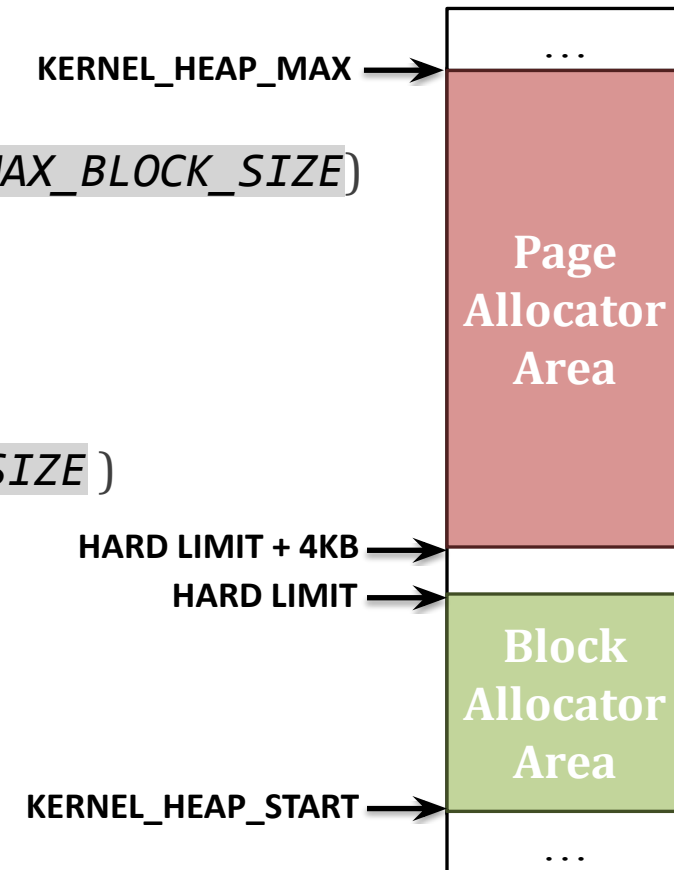 ...
KERNEL_HEAP_MAX
AX_BLOCK_SIZE)
Page
Allocator
Area
SIZE )
HARD LIMIT + 4KB
HARD LIMIT
Block
Allocator
Area
KERNEL_HEAP_START
...